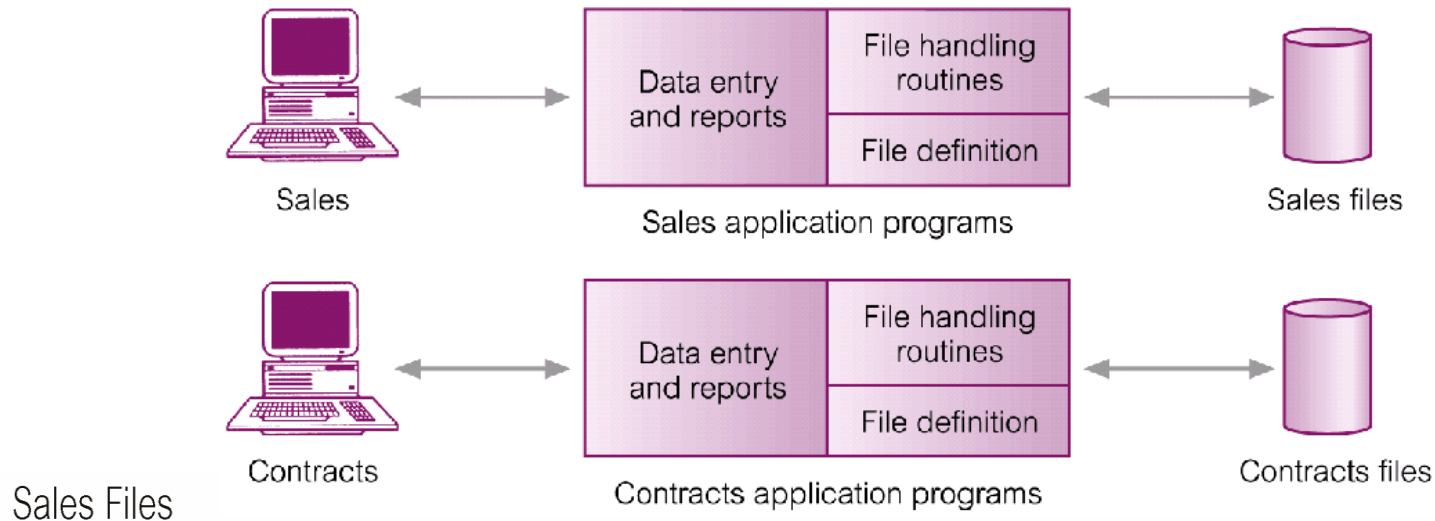 Data entry
and reports
File handling
routines
File definition
Sales
Sales application programs
Sales files
Data entry
and reports
File handling
routines
File definition
Contracts
Contracts application programs
Contracts files
Sales Files